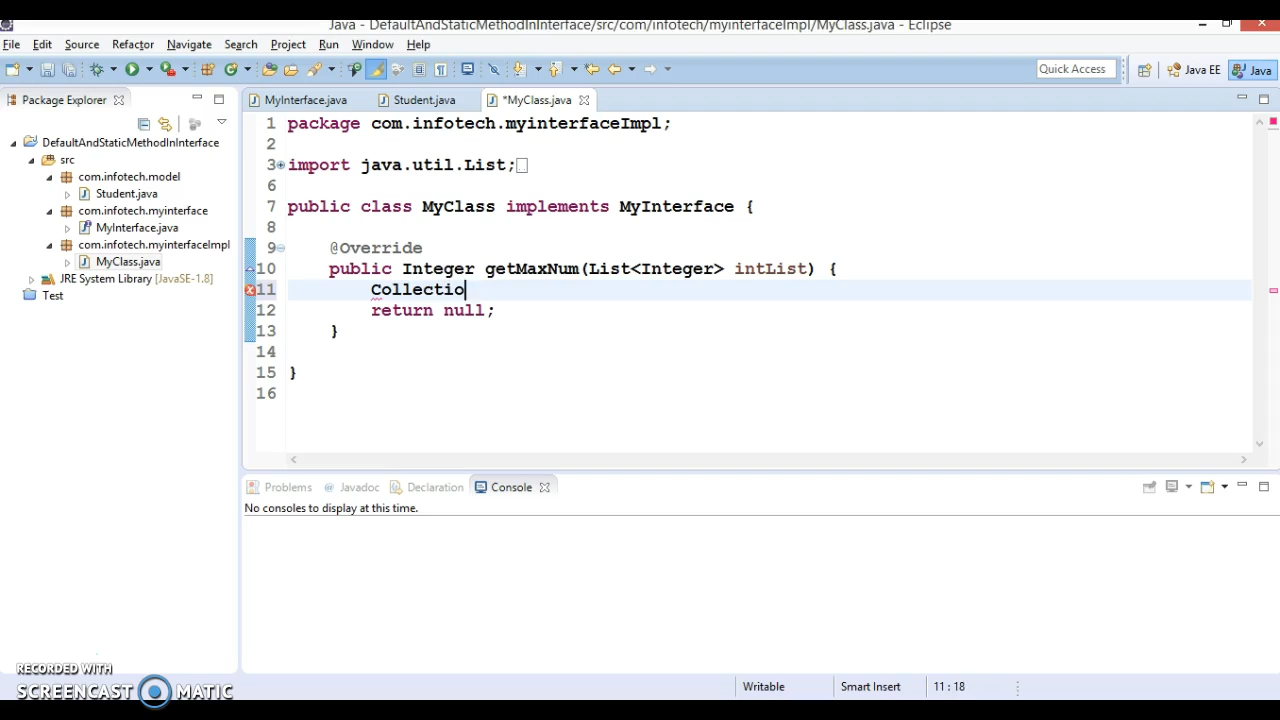 Java - DefaultAndStaticMethodInInterface/src/com/infotech/myinterfaceImpl/MyClass.java - Eclipse
File Edit Source Refactor Navigate Search Project Run Window Help
Quick Access Java EE Java
Package Explorer MyInterface.java Student.java *MyClass.java
DefaultAndStaticMethodInInterface
src
com.infotech.model
Student.java
com.infotech.myinterface
MyInterface.java
com.infotech.myinterfaceImpl
MyClass.java
JRE System Library [JavaSE-1.8]
Test
1 package com.infotech.myinterfaceImpl;
2
3 import java.util.List;
6
7 public class MyClass implements MyInterface {
8
9 @Override
10 public Integer getMaxNum(List<Integer> intList) {
11 Collectio
12 return null;
13 }
14
15 }
16
Problems Javadoc Declaration Console
No consoles to display at this time.
RECORDED WITH
SCREENCAST MATIC
Writable Smart Insert 11 : 18